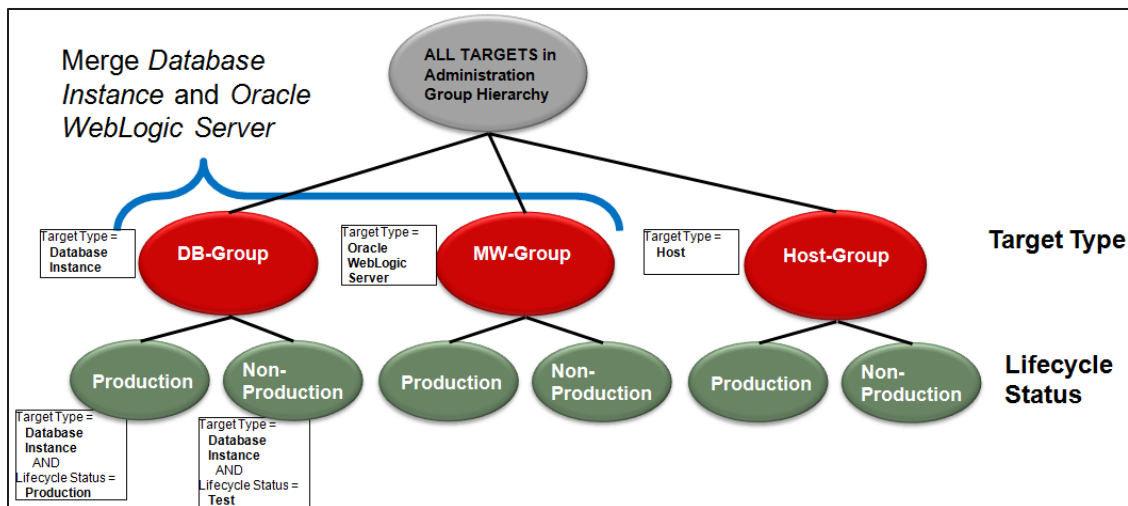 Merge Database
Instance and Oracle
WebLogic Server
ALL TARGETS in
Administration
Group Hierarchy
Target Type =
Database
Instance
DB-Group
Target Type =
Oracle
WebLogic
Server
MW-Group
Target Type =
Host
Host-Group
Target Type
Production
Non-
Production
Production
Non-
Production
Production
Non-
Production
Lifecycle
Status
Target Type =
Database
Instance
AND
Lifecycle Status =
Production
Target Type =
Database
Instance
AND
Lifecycle Status =
Test